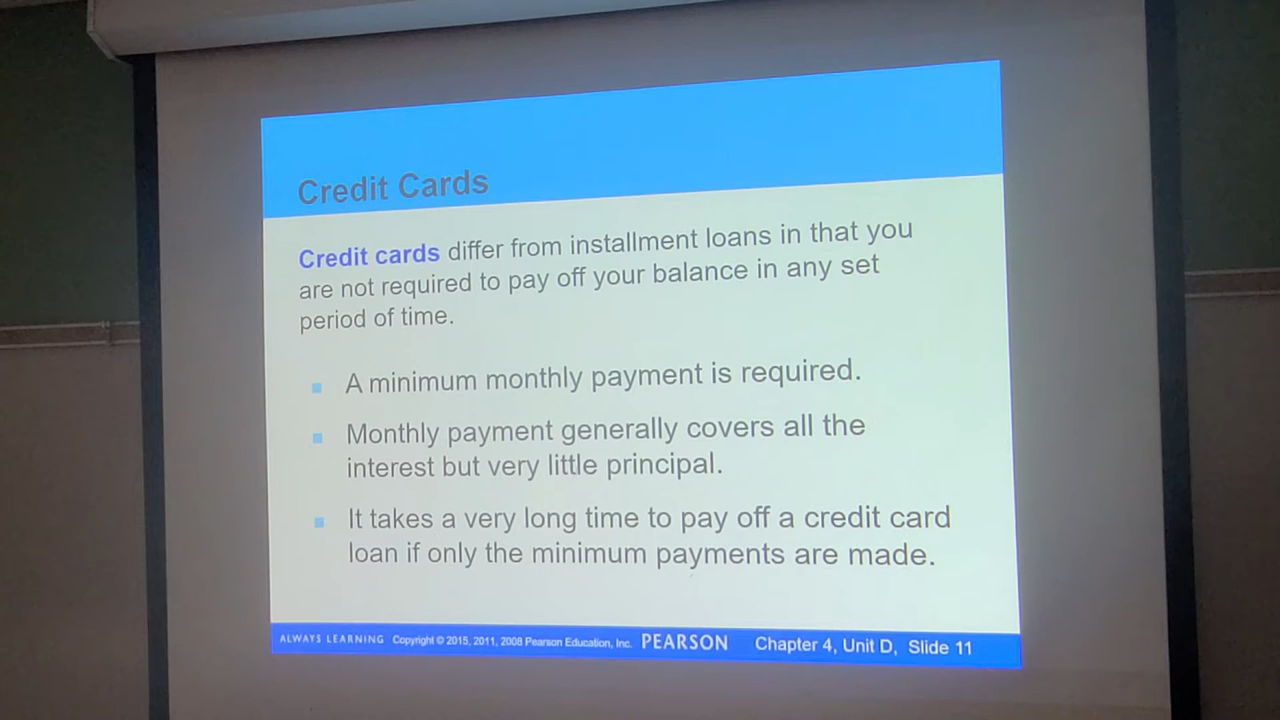 Credit Cards
Credit cards differ from installment loans in that you
are not required to pay off your balance in any set
period of time.
A minimum monthly payment is required.
Monthly payment generally covers all the
interest but very little principal.
It takes a very long time to pay off a credit card
loan if only the minimum payments are made.
ALWAYS LEARNING Copyright © 2015, 2011, 2008 Pearson Education, Inc. PEARSON Chapter 4, Unit D, Slide 11